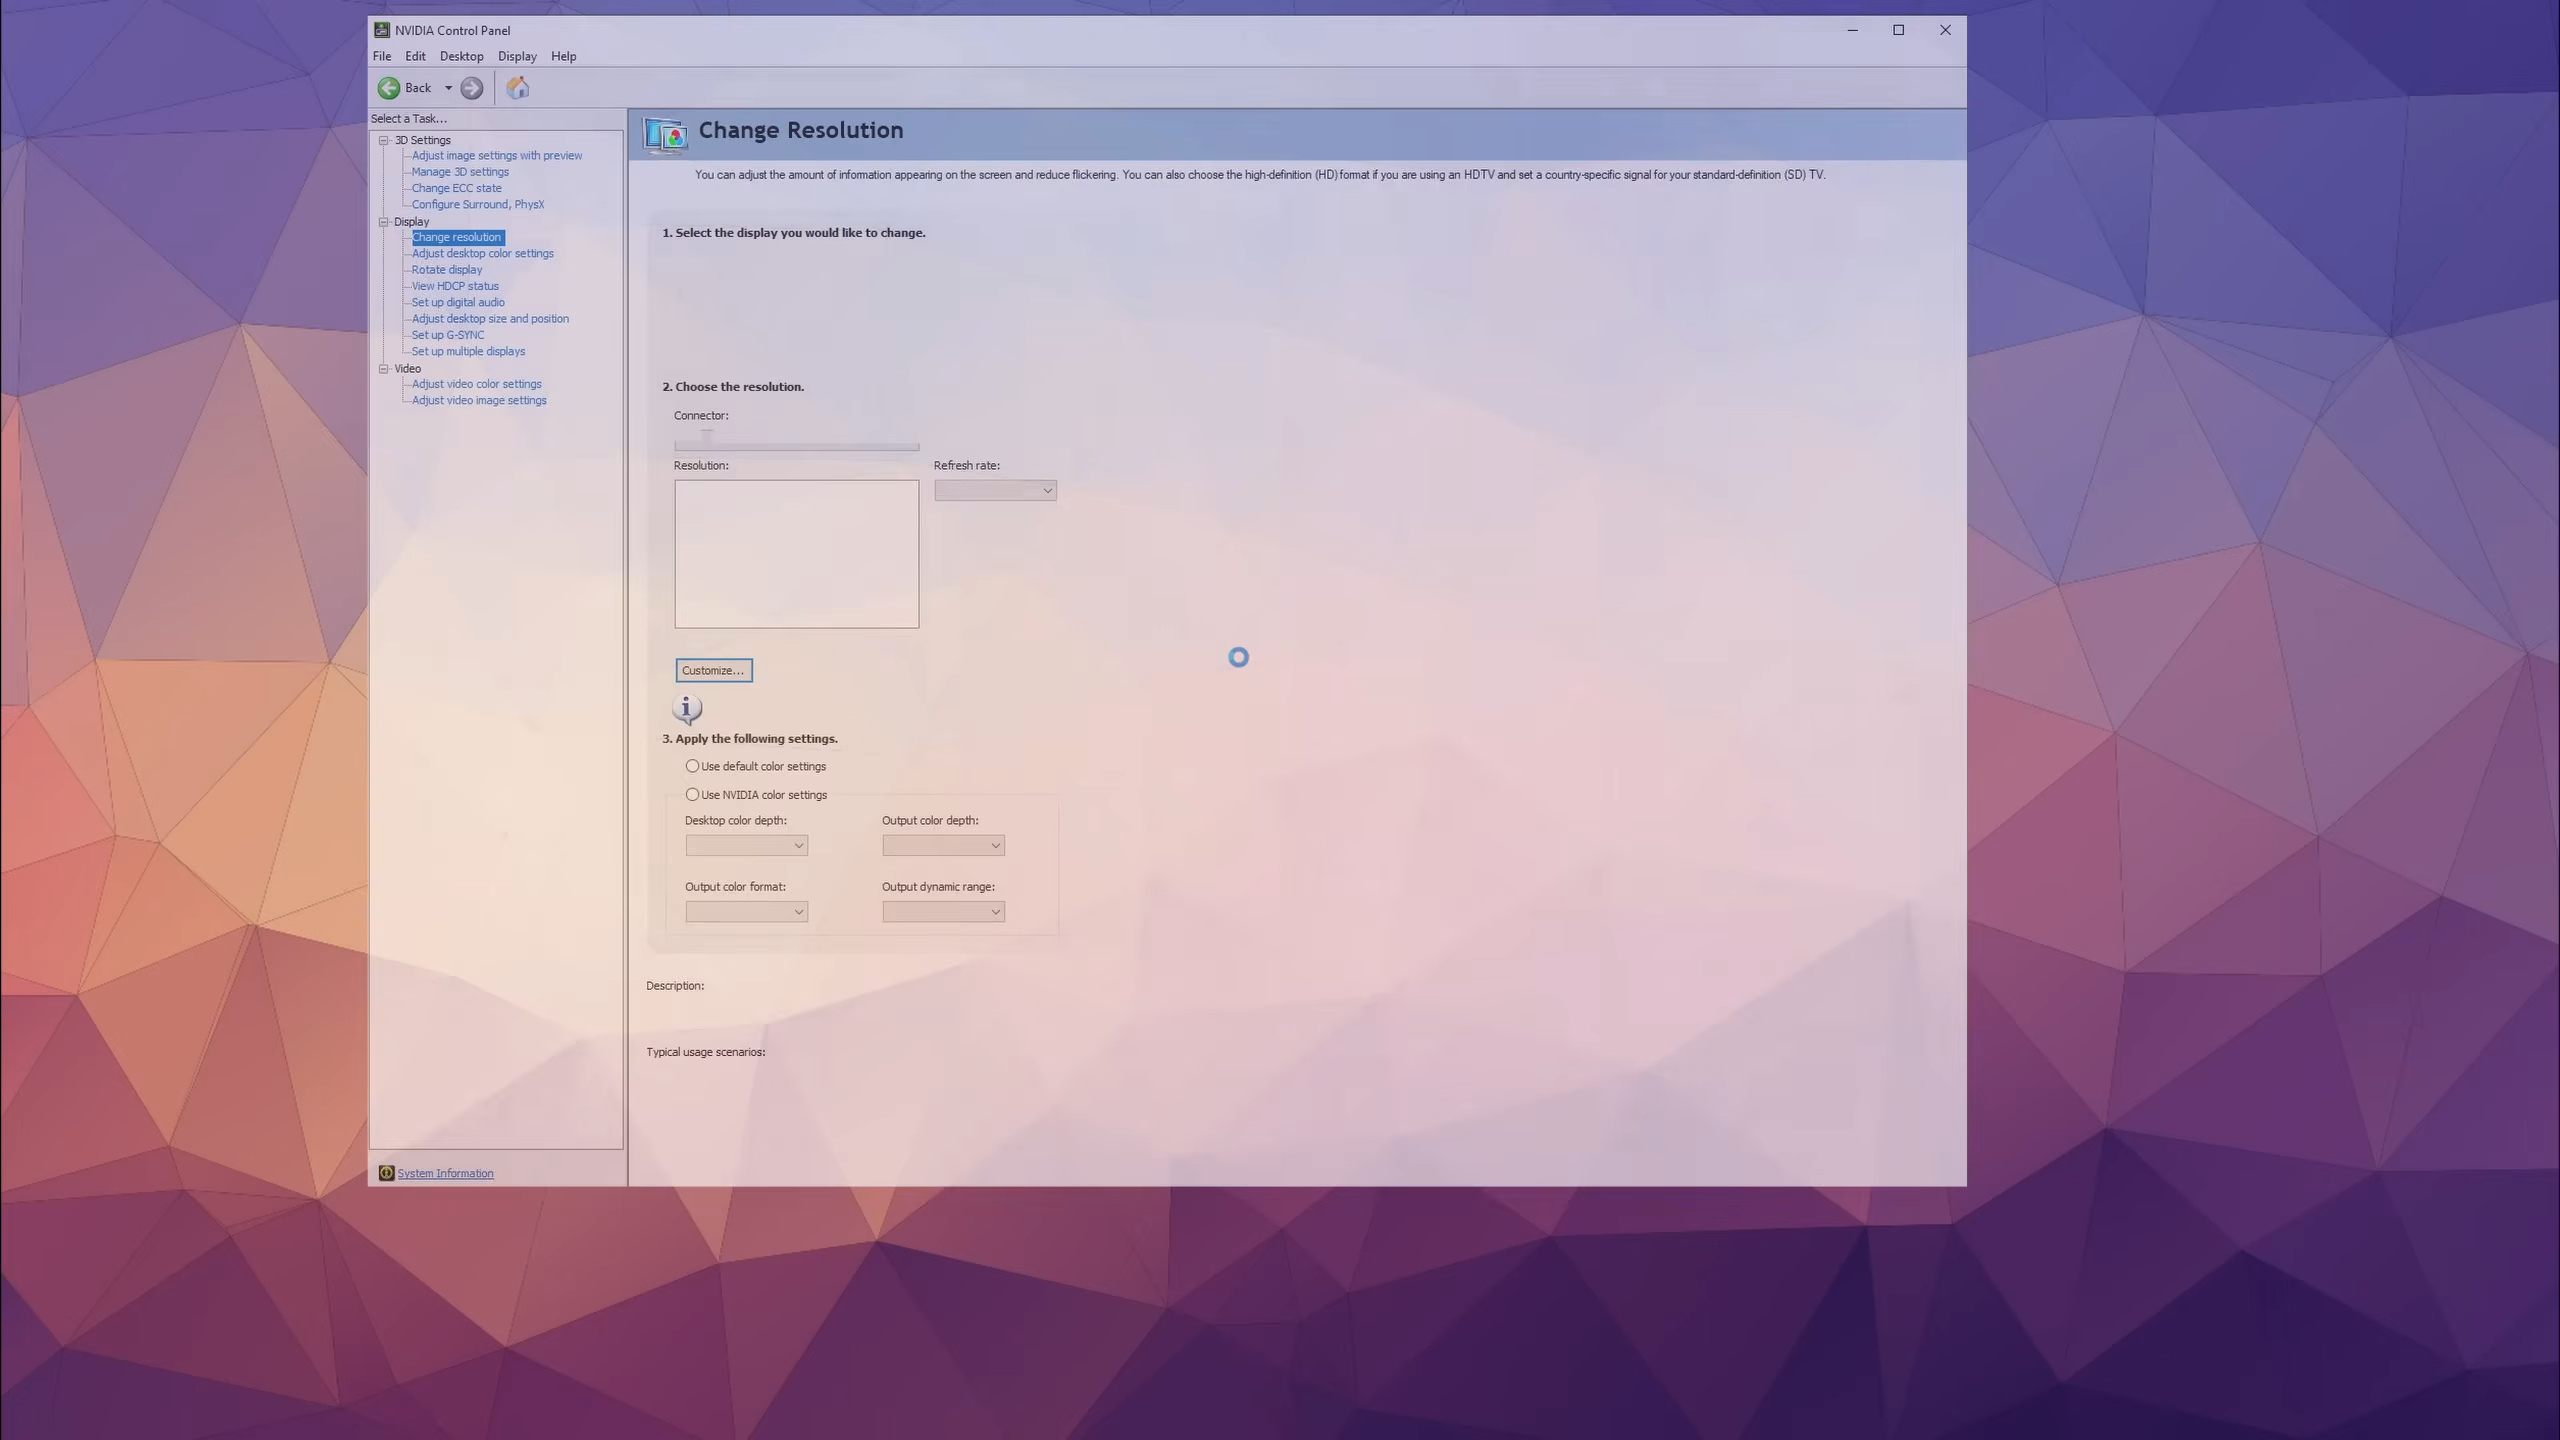 NVIDIA Control Panel
File Edit Desktop Display Help
Back
Select a Task...
3D Settings
Adjust image settings with preview
Manage 3D settings
Change ECC state
Configure Surround, PhysX
Display
Change resolution
Adjust desktop color settings
Rotate display
View HDCP status
Set up digital audio
Adjust desktop size and position
Set up G-SYNC
Set up multiple displays
Video
Adjust video color settings
Adjust video image settings
System Information
Change Resolution
You can adjust the amount of information appearing on the screen and reduce flickering. You can also choose the high-definition (HD) format if you are using an HDTV and set a country-specific signal for your standard-definition (SD) TV.
1. Select the display you would like to change.
2. Choose the resolution.
Connector:
Resolution: Refresh rate:
Customize...
3. Apply the following settings.
Use default color settings
Use NVIDIA color settings
Desktop color depth: Output color depth:
Output color format: Output dynamic range:
Description:
Typical usage scenarios: